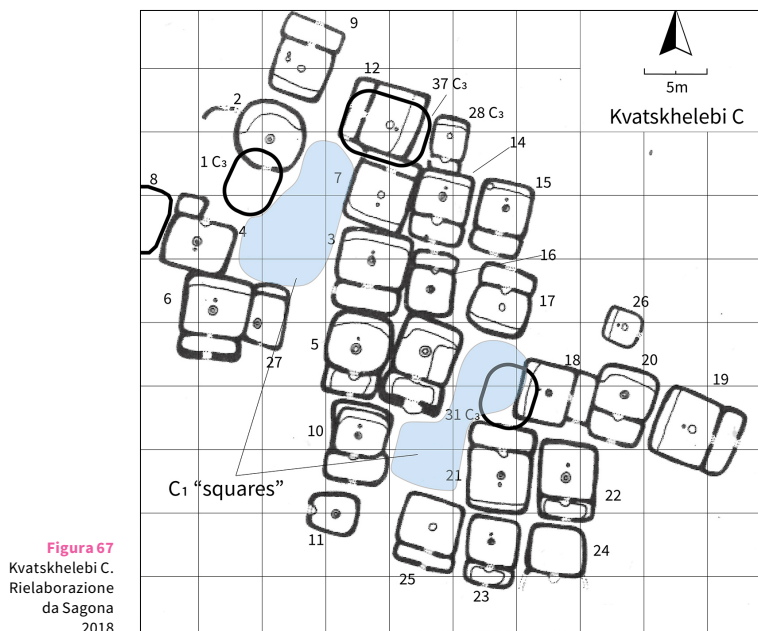 9
12
37 C₃
5m
Kvatskhelebi C
2
28 C₃
14
1 C₃
7
15
8
4
3
16
6
17
27
26
5
18
20
19
31 C₃
10
C₁ “squares”
21
22
11
25
23
24
Figura 67
Kvatskhelebi C.
Rielaborazione
da Sagona
2018